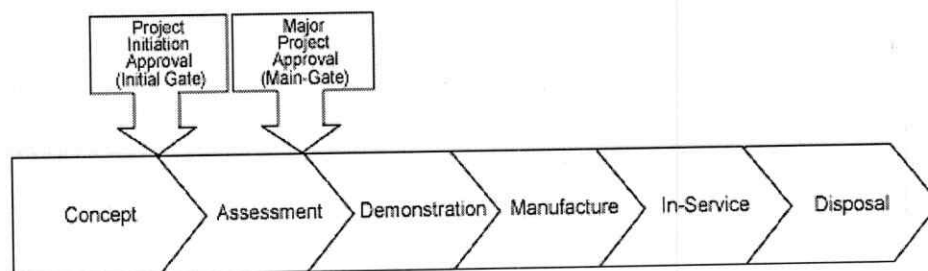 Project
Initiation
Approval
(Initial Gate)
Major
Project
Approval
(Main-Gate)
Concept
Assessment
Demonstration
Manufacture
In-Service
Disposal